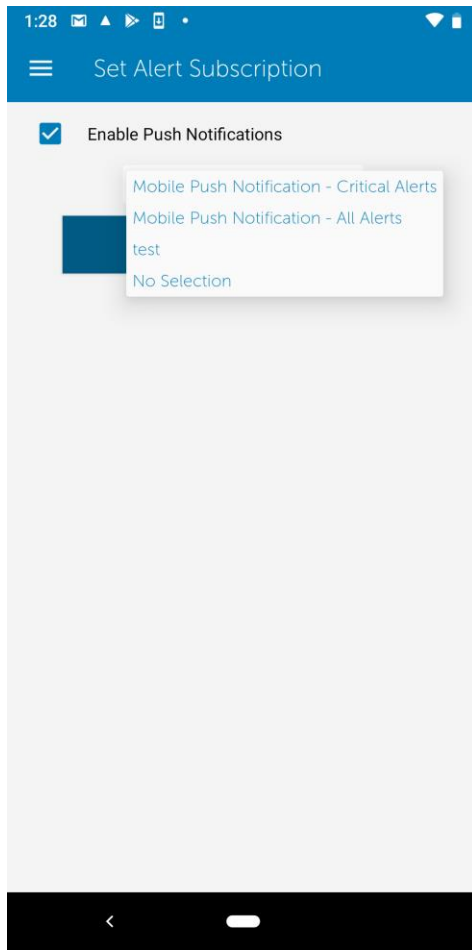 1:28
Set Alert Subscription
Enable Push Notifications
Mobile Push Notification - Critical Alerts
Mobile Push Notification - All Alerts
test
No Selection